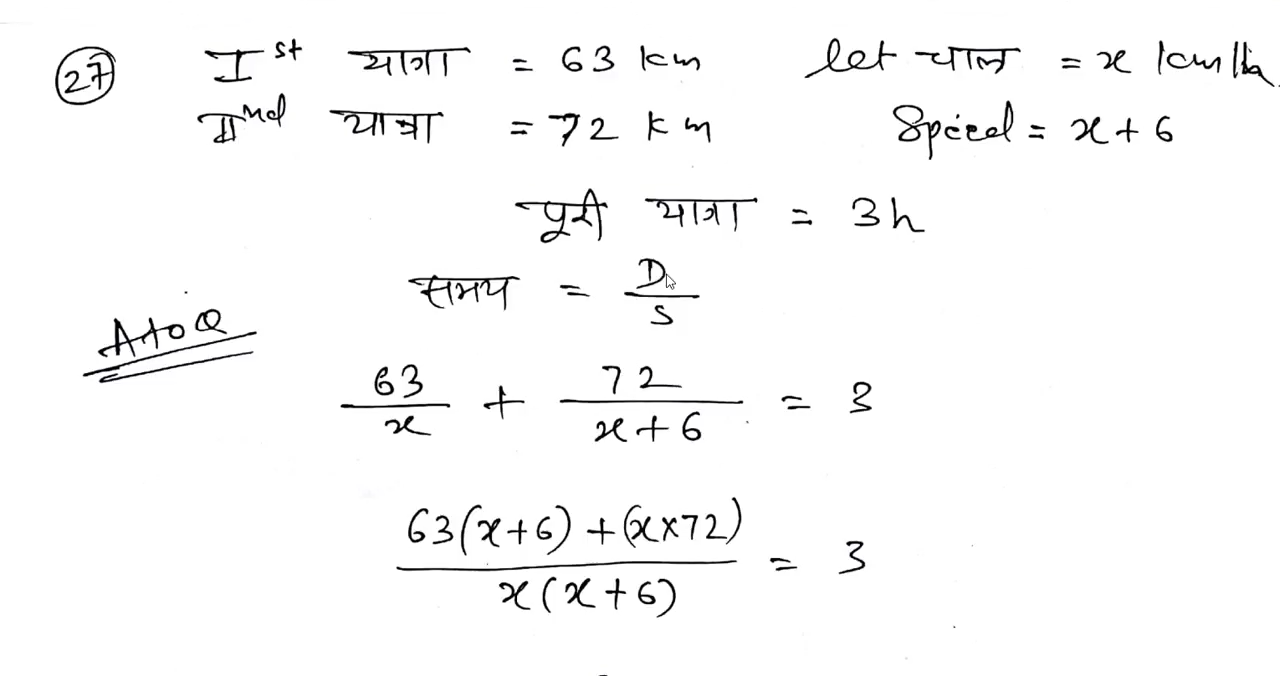 27 Iˢᵗ यात्रा = 63 km let चाल = x km/h
IIⁿᵈ यात्रा = 72 km Speed = x + 6
पूरी यात्रा = 3h
समय = D/S
A to Q
63/x + 72/(x+6) = 3
(63(x+6) + (x×72))/(x(x+6)) = 3